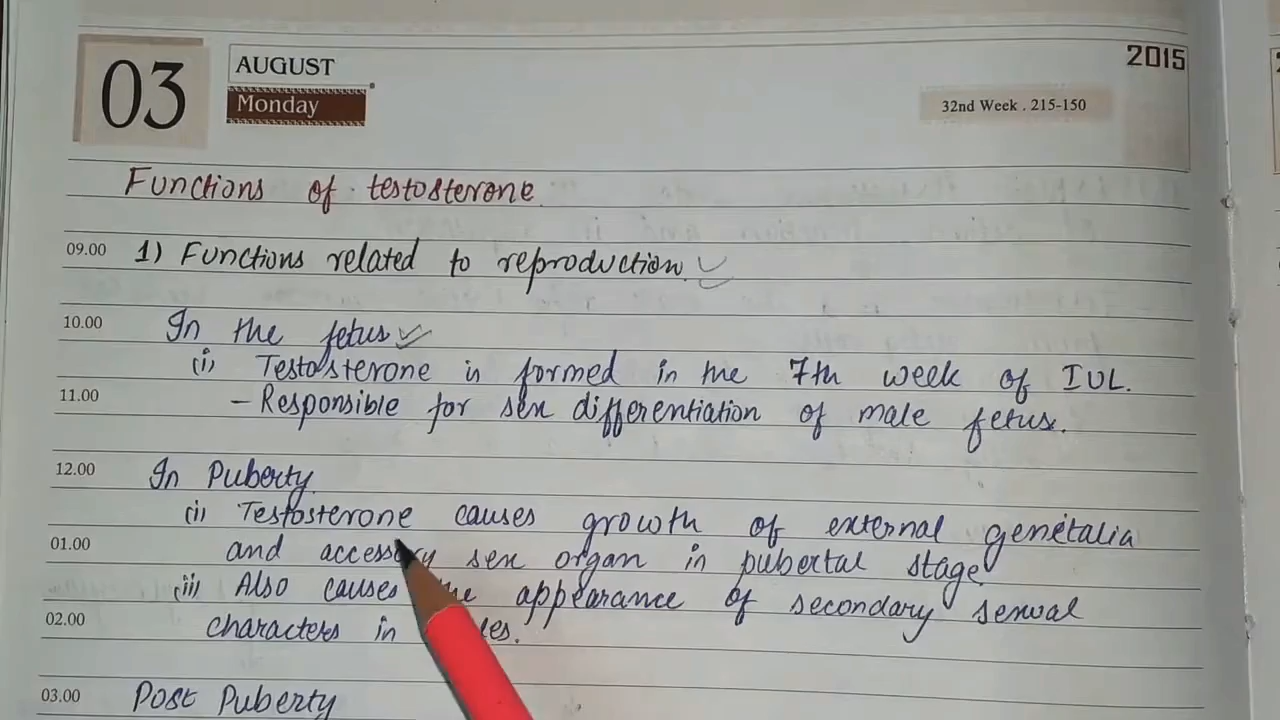 03
AUGUST
Monday
2015
32nd Week . 215-150
Functions of testosterone
09.00 1) Functions related to reproduction.
10.00 In the fetus
(i) Testosterone is formed in the 7th week of IUL.
11.00 - Responsible for sex differentiation of male fetus.
12.00 In Puberty
(i) Testosterone causes growth of external genitalia
01.00 and accessory sex organ in pubertal stage
(ii) Also causes the appearance of secondary sexual
02.00 characters in
03.00 Post Puberty